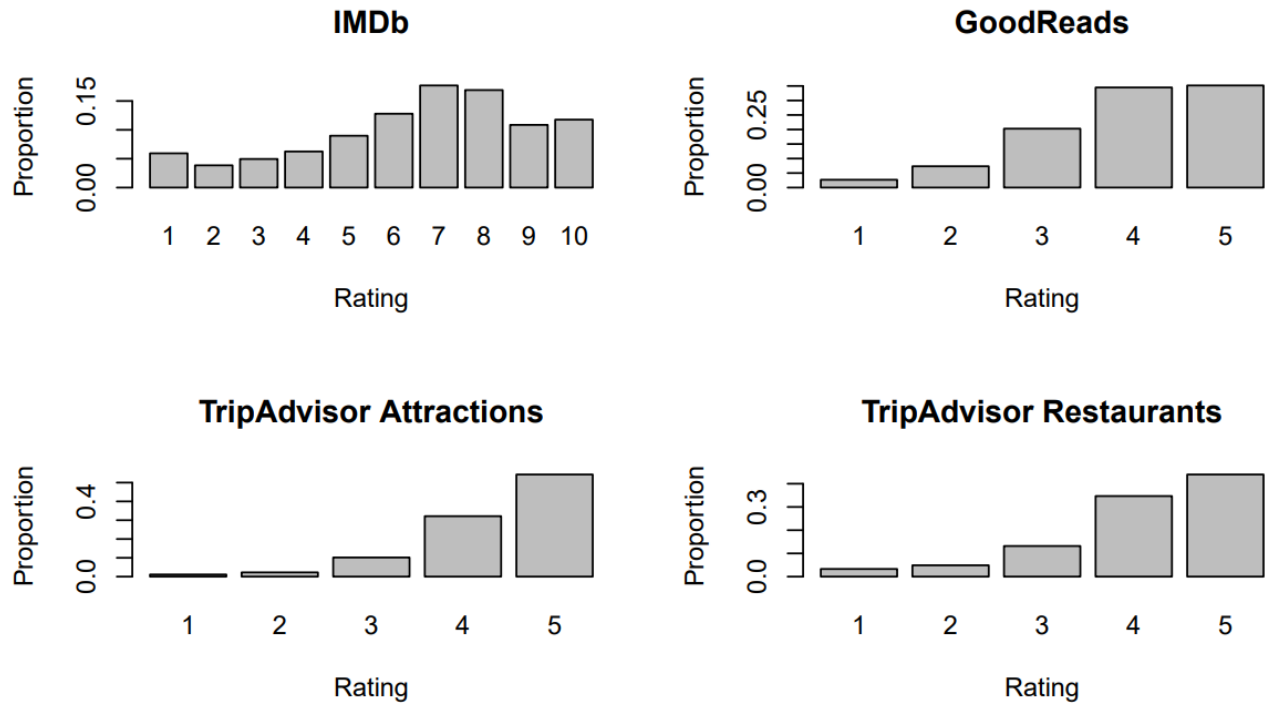 IMDb
Proportion
0.00
0.15
1 2 3 4 5 6 7 8 9 10
Rating
GoodReads
Proportion
0.00
0.25
1 2 3 4 5
Rating
TripAdvisor Attractions
Proportion
0.0
0.4
1 2 3 4 5
Rating
TripAdvisor Restaurants
Proportion
0.0
0.3
1 2 3 4 5
Rating